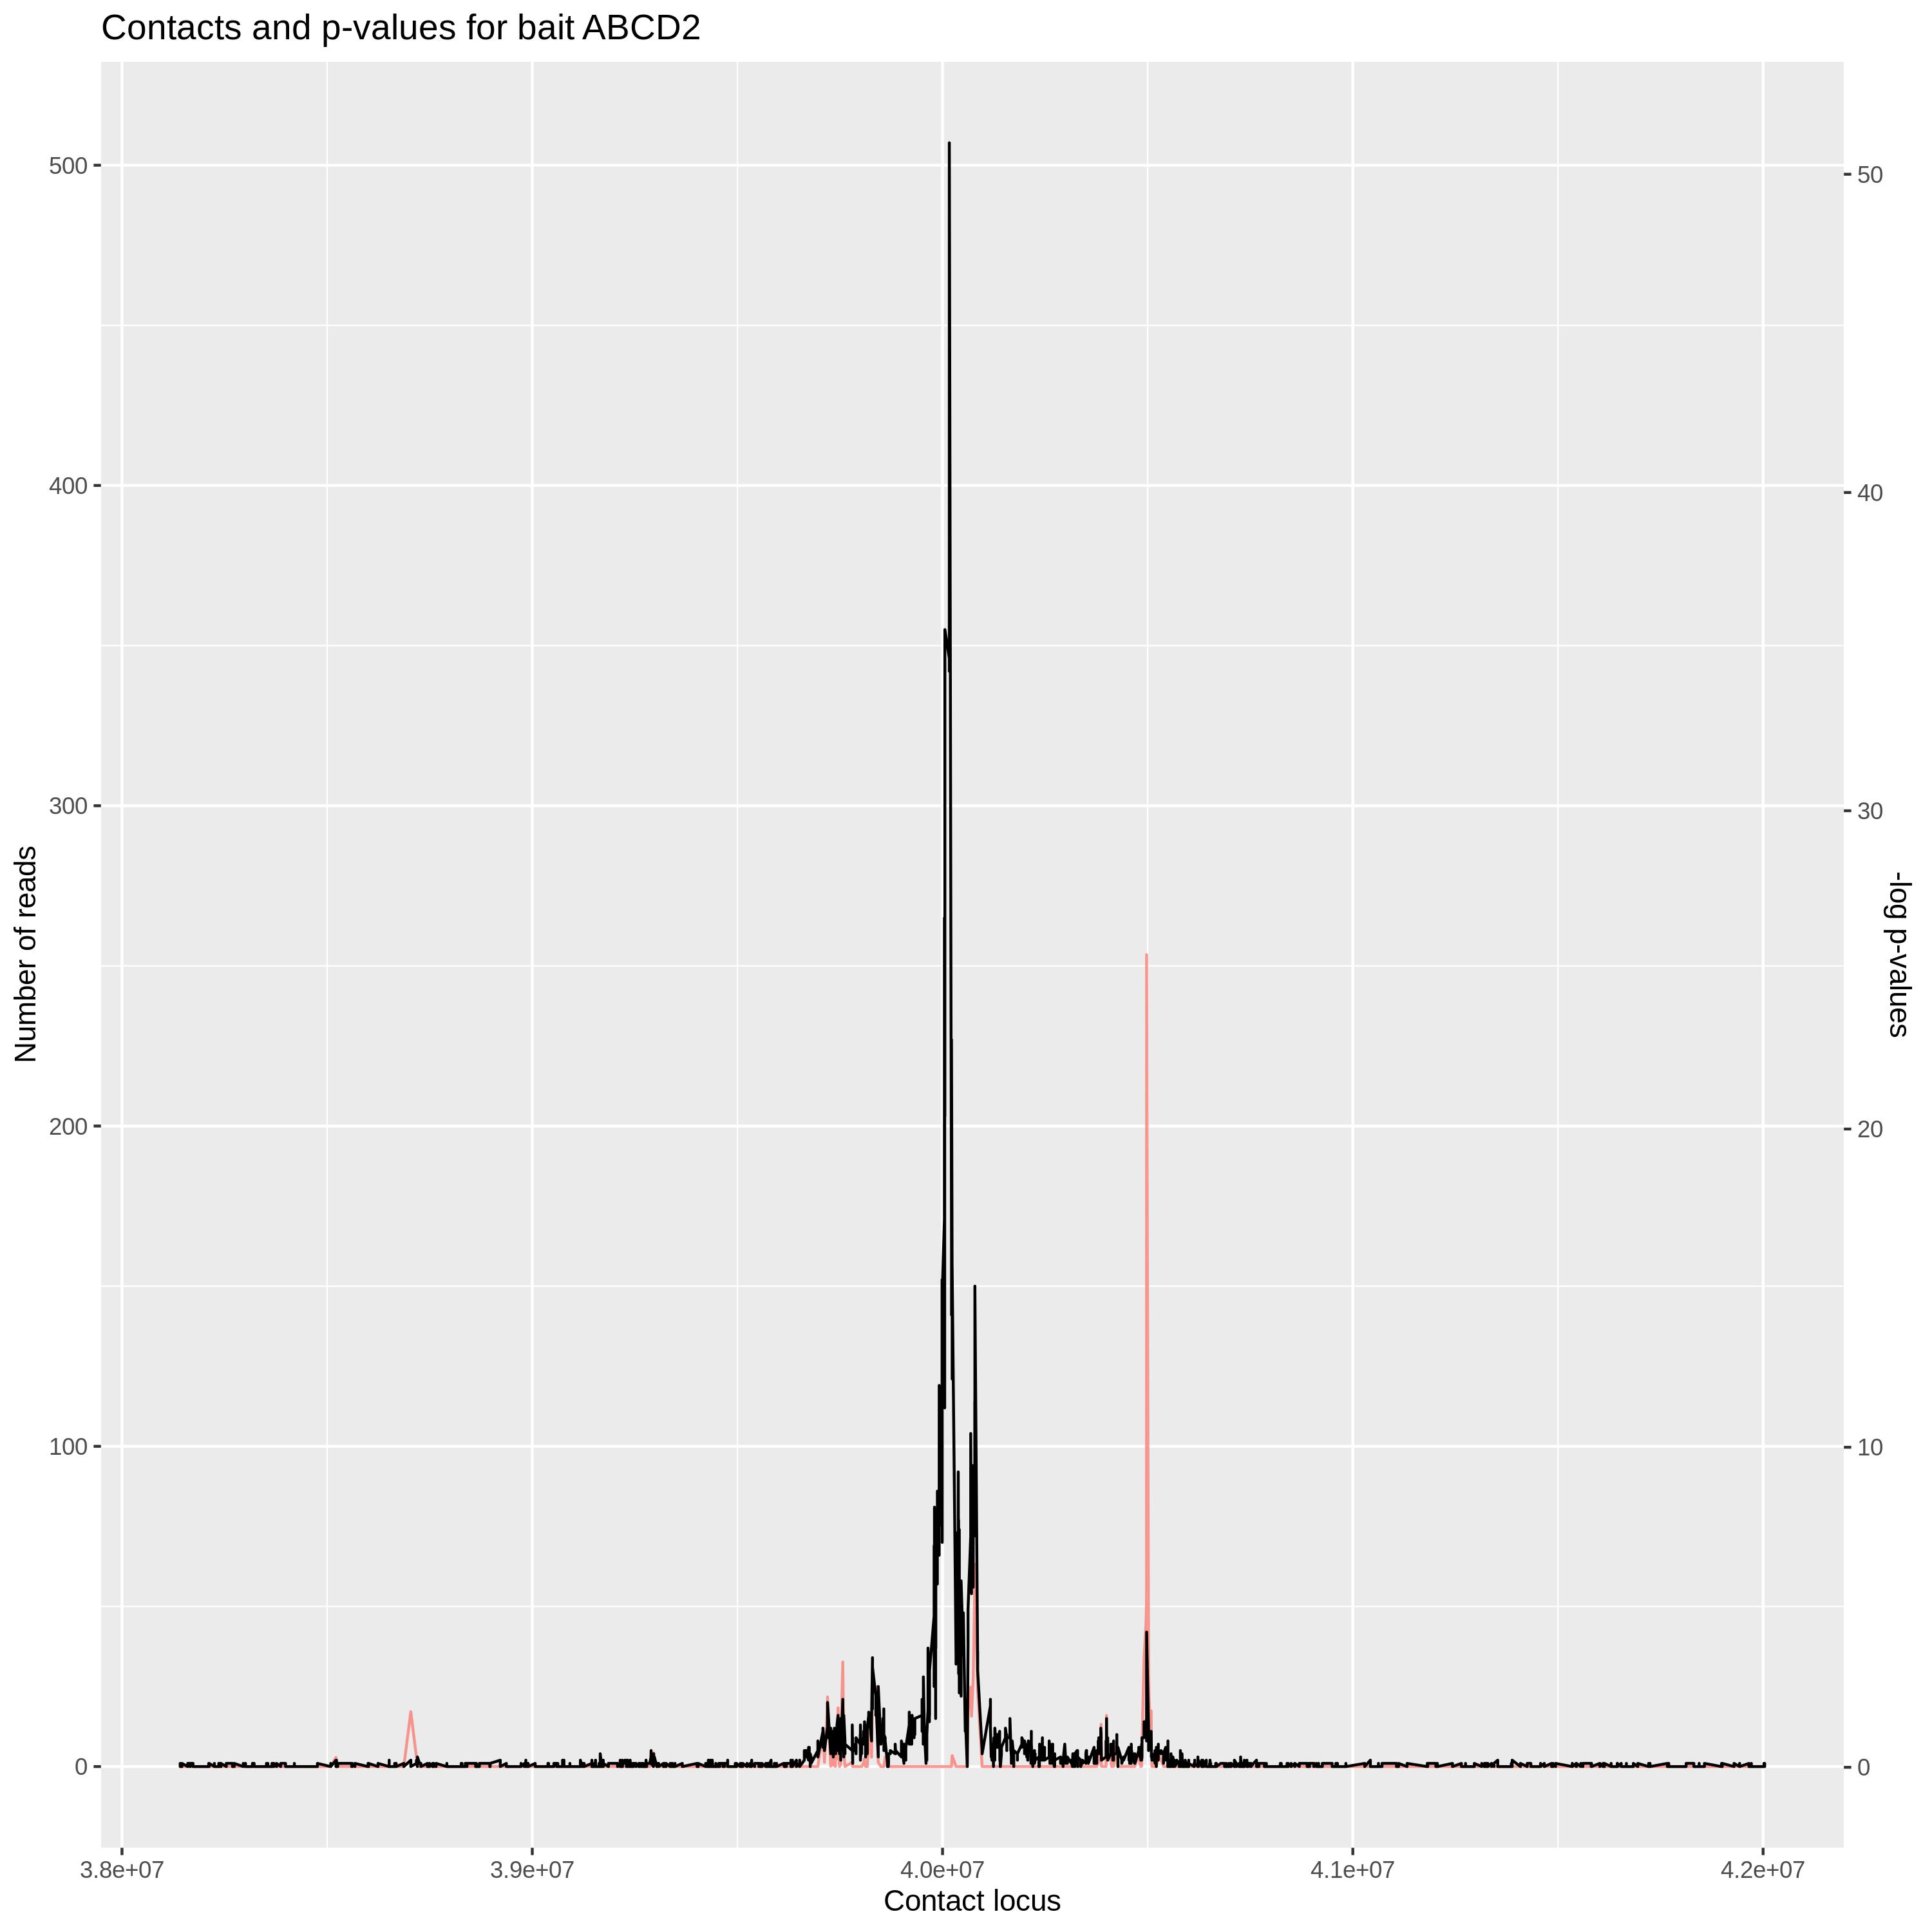 Contacts and p-values for bait ABCD2
500
400
300
200
100
0
Number of reads
50
40
30
20
10
0
-log p-values
3.8e+07
3.9e+07
4.0e+07
4.1e+07
4.2e+07
Contact locus